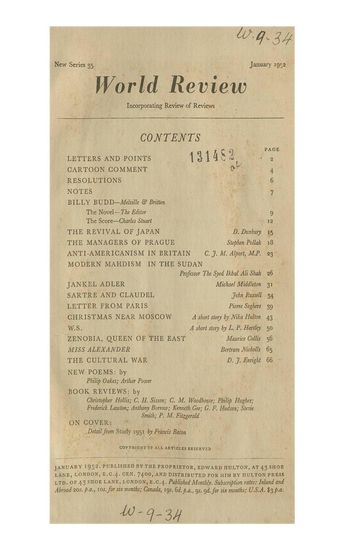 W-9-34
New Series 35
January 1952
World Review
Incorporating Review of Reviews
CONTENTS
PAGE
131482
LETTERS AND POINTS 2
CARTOON COMMENT 4
RESOLUTIONS 6
NOTES 7
BILLY BUDD—Melville & Britten
The Novel—The Editor 9
The Score—Charles Stuart 12
THE REVIVAL OF JAPAN D. Duxbury 15
THE MANAGERS OF PRAGUE Stephen Pollak 18
ANTI-AMERICANISM IN BRITAIN C. J. M. Alport, M.P. 23
MODERN MAHDISM IN THE SUDAN
Professor The Syed Ikbal Ali Shah 26
JANKEL ADLER Michael Middleton 31
SARTRE AND CLAUDEL John Russell 34
LETTER FROM PARIS Pierre Seghers 39
CHRISTMAS NEAR MOSCOW A short story by Nika Hulton 43
W.S. A short story by L. P. Hartley 50
ZENOBIA, QUEEN OF THE EAST Maurice Collis 56
MISS ALEXANDER Bertram Nicholls 65
THE CULTURAL WAR D. J. Enright 66
NEW POEMS: by
Philip Oakes; Arthur Power
BOOK REVIEWS: by
Christopher Hollis; C. H. Sisson; C. M. Woodhouse; Philip Hughes;
Frederick Laws; Anthony Barrow; Kenneth Coe; G. F. Hudson; Stevie
Smith; P. M. Fitzgerald
ON COVER:
Detail from Study 1951 by Francis Bacon
COPYRIGHT OF ALL ARTICLES RESERVED
JANUARY 1952. PUBLISHED BY THE PROPRIETOR, EDWARD HULTON, AT 43 SHOE
LANE, LONDON, E.C.4. CEN. 7400, AND DISTRIBUTED FOR HIM BY HULTON PRESS
LTD. OF 43 SHOE LANE, LONDON, E.C.4. Published Monthly. Subscription rates: Inland and
Abroad 20s. p.a., 10s. for six months; Canada, 19s. 6d. p.a., 9s. 9d. for six months; U.S.A. $3 p.a.
W-9-34